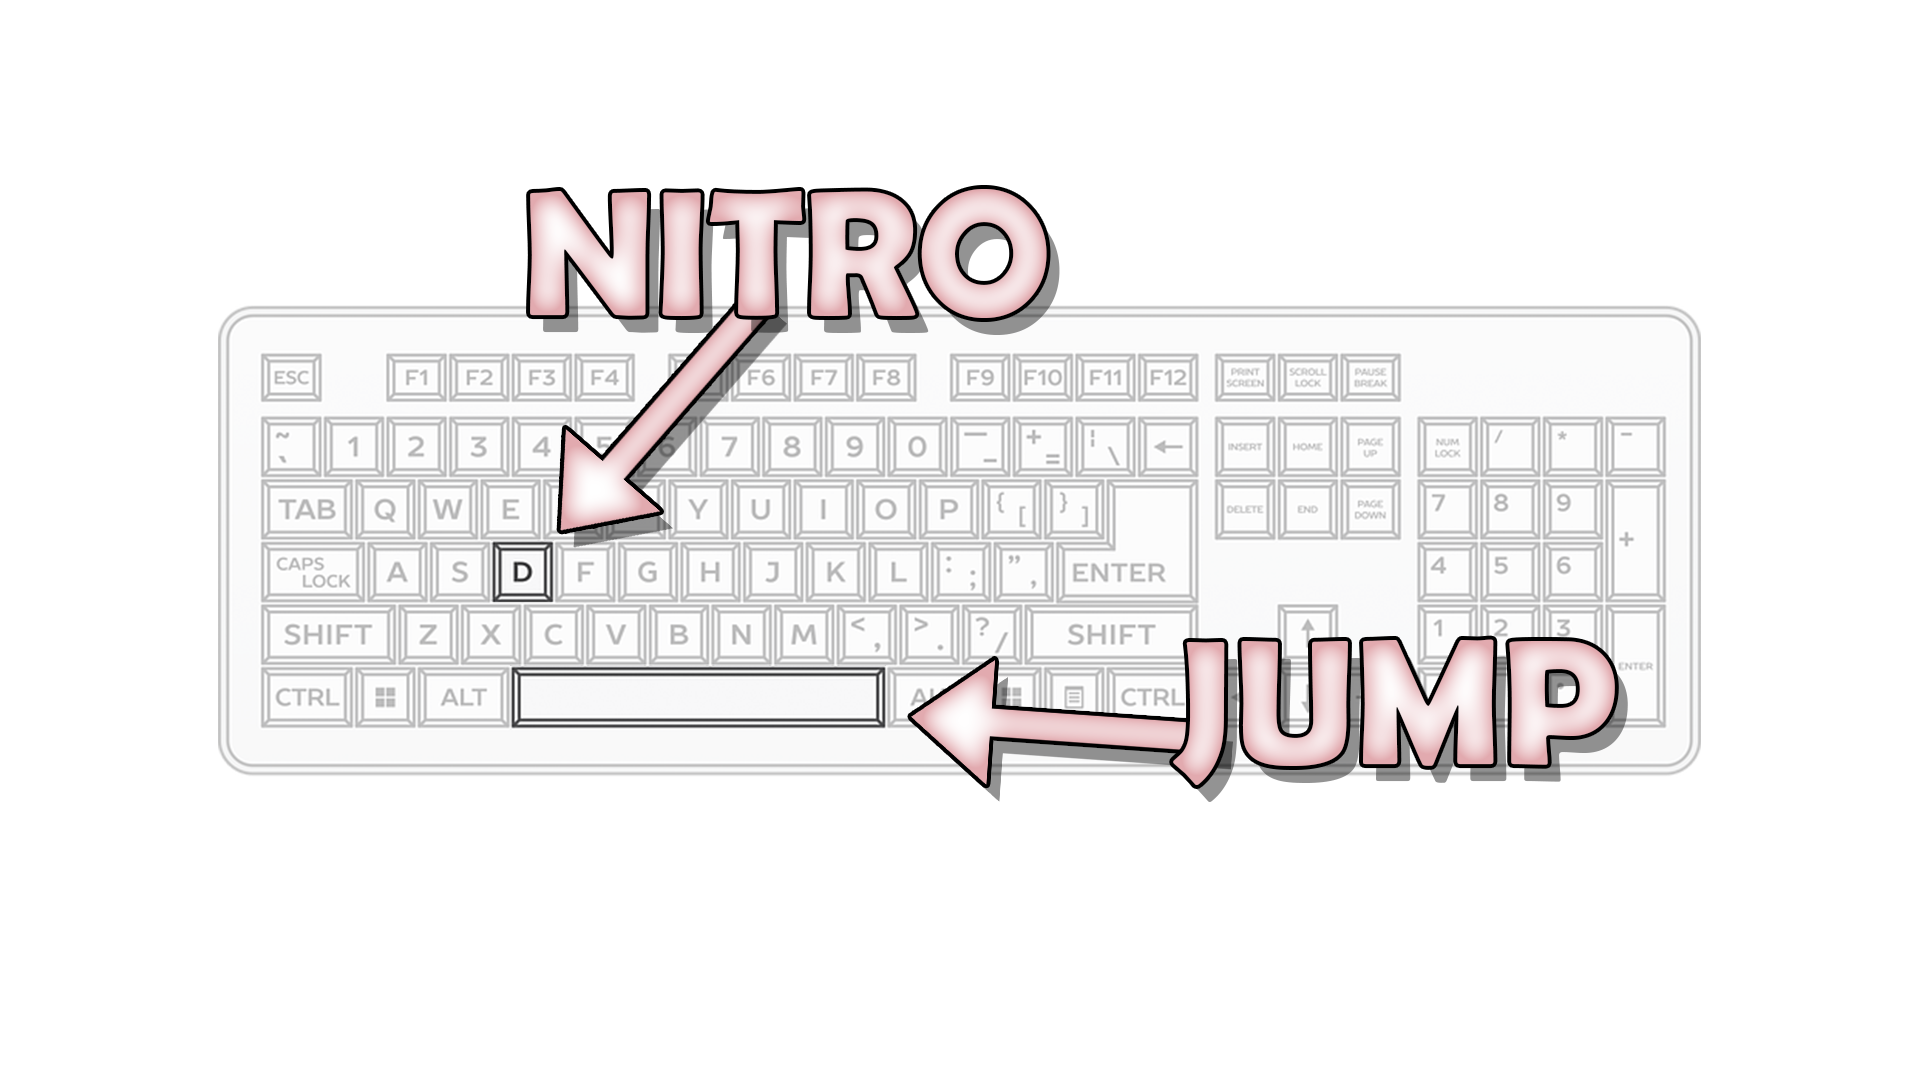 NITRO
ESC F1 F2 F3 F4 F6 F7 F8 F9 F10 F11 F12 PRINT SCREEN SCROLL LOCK PAUSE BREAK
~ ` 1 2 3 4 5 6 7 8 9 0 — – + = ¦ \ ← INSERT HOME PAGE UP NUM LOCK / * −
TAB Q W E Y U I O P { [ } ] DELETE END PAGE DOWN 7 8 9 +
CAPS LOCK A S D F G H J K L : ; ” , ENTER 4 5 6
SHIFT Z X C V B N M < , > . ? / SHIFT ↑ 1 2 3 ENTER
CTRL ALT CTRL
JUMP